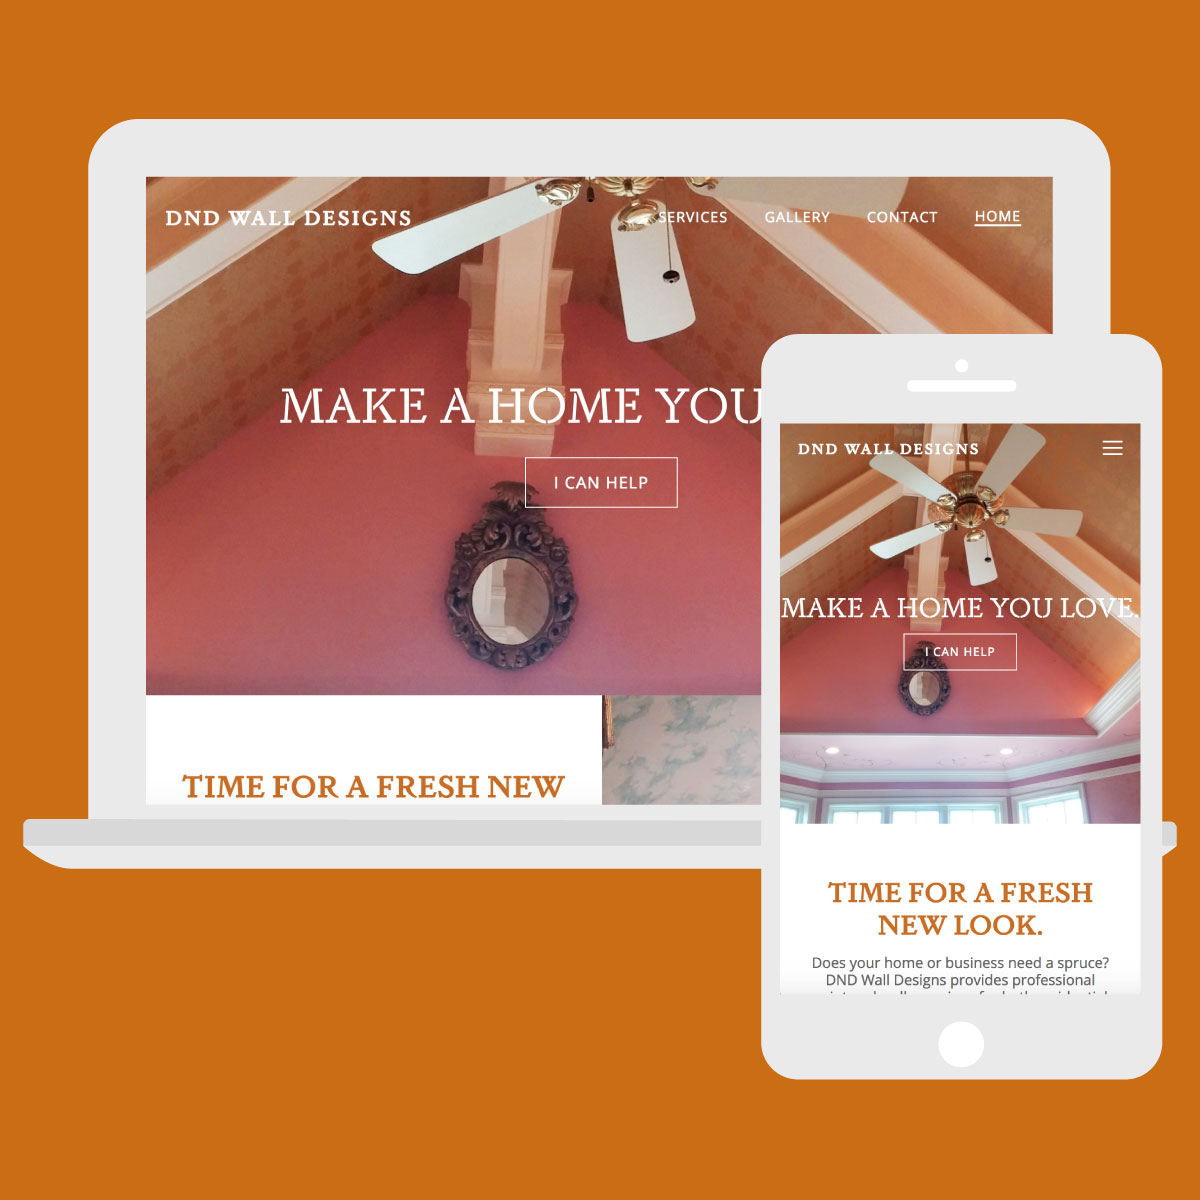 DND WALL DESIGNS
SERVICES GALLERY CONTACT HOME
MAKE A HOME YOU
I CAN HELP
TIME FOR A FRESH NEW
DND WALL DESIGNS
MAKE A HOME YOU LOVE.
I CAN HELP
TIME FOR A FRESH
NEW LOOK.
Does your home or business need a spruce?
DND Wall Designs provides professional